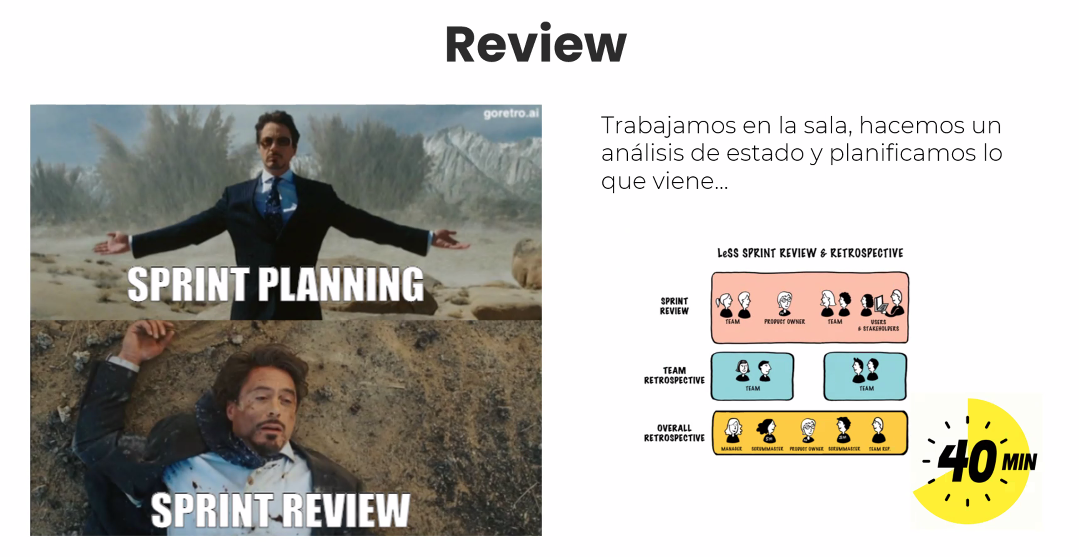 Review
goretro.ai
SPRINT PLANNING
SPRINT REVIEW
Trabajamos en la sala, hacemos un
análisis de estado y planificamos lo
que viene...
LeSS SPRINT REVIEW & RETROSPECTIVE
SPRINT
REVIEW
TEAM
PRODUCT OWNER
TEAM
USERS
& STAKEHOLDERS
TEAM
RETROSPECTIVE
TEAM
TEAM
OVERALL
RETROSPECTIVE
MANAGER
SCRUMMASTER
PRODUCT OWNER
SCRUMMASTER
TEAM REP
40 MIN